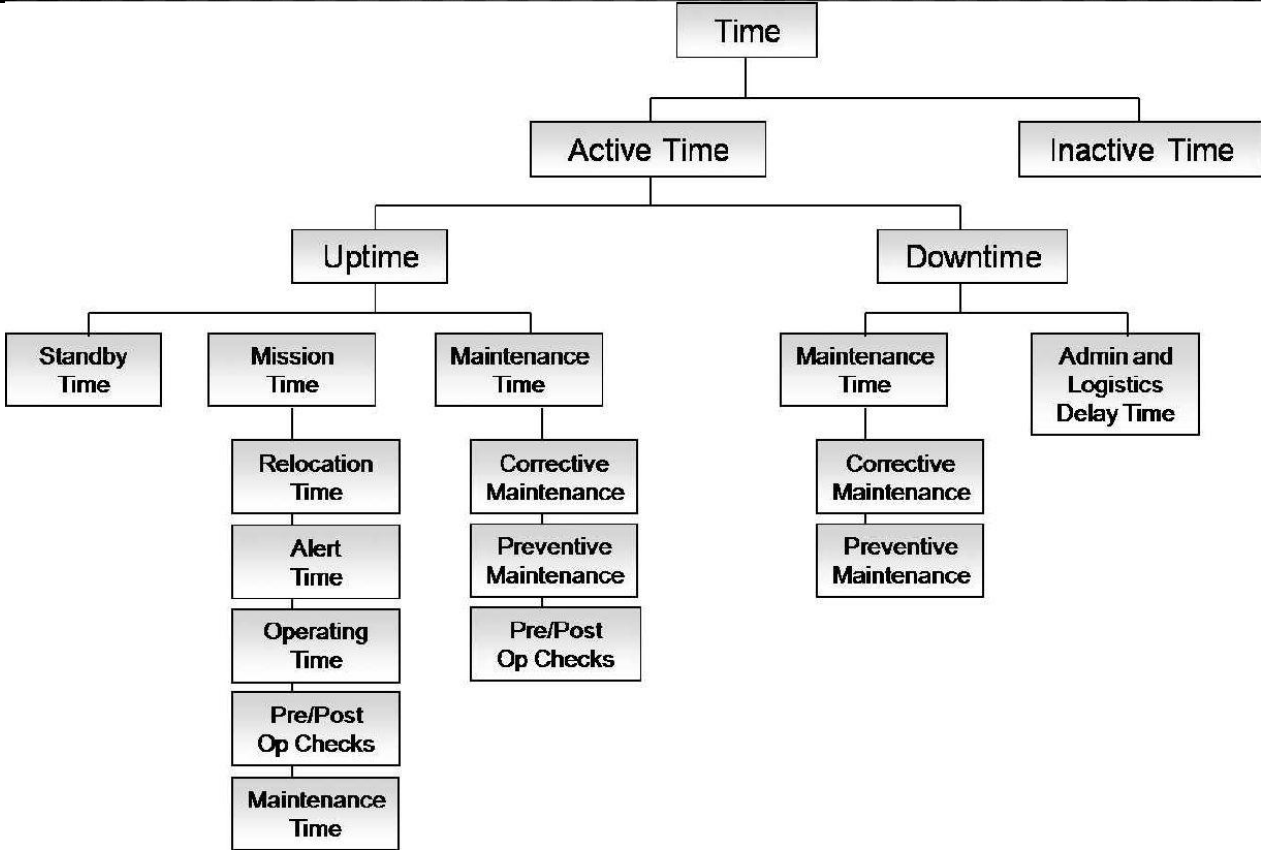 Time
Active Time
Inactive Time
Uptime
Downtime
Standby
Time
Mission
Time
Maintenance
Time
Maintenance
Time
Admin and
Logistics
Delay Time
Relocation
Time
Alert
Time
Operating
Time
Pre/Post
Op Checks
Maintenance
Time
Corrective
Maintenance
Preventive
Maintenance
Pre/Post
Op Checks
Corrective
Maintenance
Preventive
Maintenance